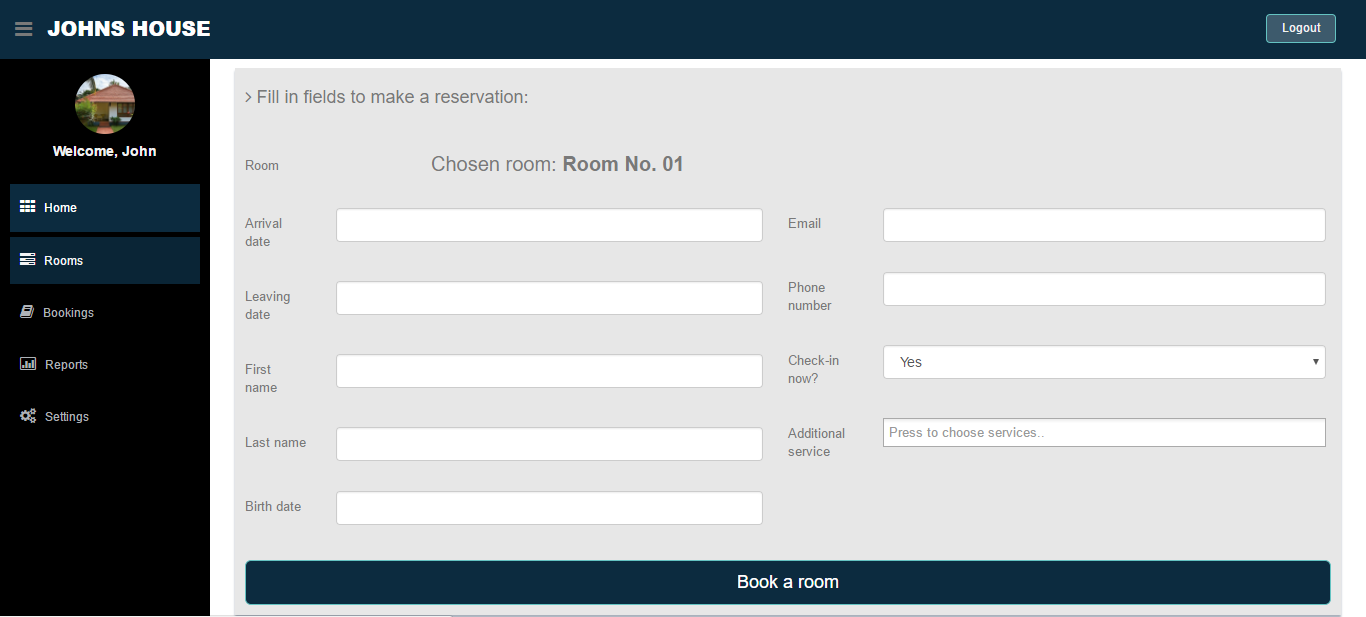 JOHNS HOUSE
Logout
Welcome, John
Home
Rooms
Bookings
Reports
Settings
> Fill in fields to make a reservation:
Room
Chosen room: Room No. 01
Arrival
date
Leaving
date
First
name
Last name
Birth date
Email
Phone
number
Check-in
now?
Yes
Additional
service
Press to choose services..
Book a room